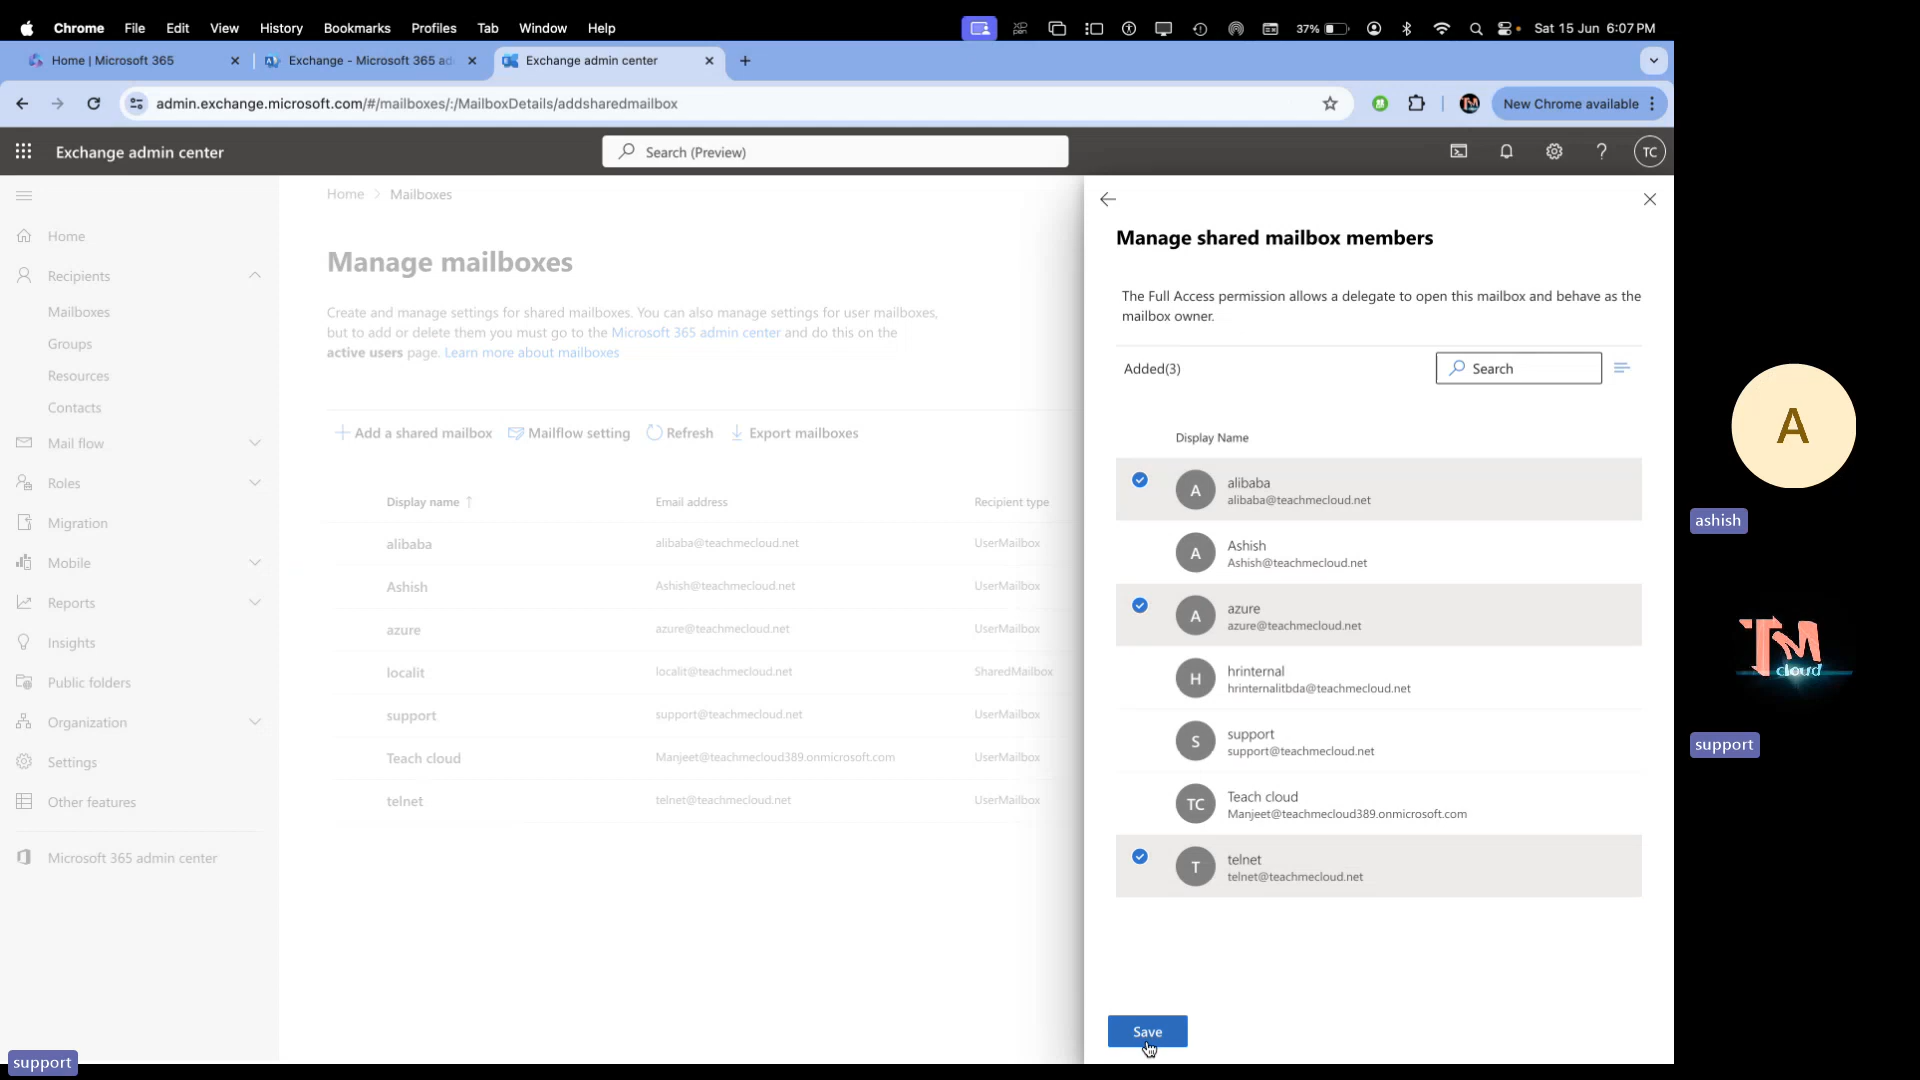 Chrome File Edit View History Bookmarks Profiles Tab Window Help
37% Sat 15 Jun 6:07 PM
Home | Microsoft 365
Exchange - Microsoft 365 ad
Exchange admin center
admin.exchange.microsoft.com/#/mailboxes/:/MailboxDetails/addsharedmailbox
New Chrome available
Exchange admin center
Search (Preview)
TC
Home
Recipients
Mailboxes
Groups
Resources
Contacts
Mail flow
Roles
Migration
Mobile
Reports
Insights
Public folders
Organization
Settings
Other features
Microsoft 365 admin center
Home > Mailboxes
Manage mailboxes
Create and manage settings for shared mailboxes. You can also manage settings for user mailboxes,
but to add or delete them you must go to the Microsoft 365 admin center and do this on the
active users page. Learn more about mailboxes
Add a shared mailbox Mailflow setting Refresh Export mailboxes
Display name ↑ Email address Recipient type
alibaba alibaba@teachmecloud.net UserMailbox
Ashish Ashish@teachmecloud.net UserMailbox
azure azure@teachmecloud.net UserMailbox
localit localit@teachmecloud.net SharedMailbox
support support@teachmecloud.net UserMailbox
Teach cloud Manjeet@teachmecloud389.onmicrosoft.com UserMailbox
telnet telnet@teachmecloud.net UserMailbox
Manage shared mailbox members
The Full Access permission allows a delegate to open this mailbox and behave as the
mailbox owner.
Added(3)
Search
Display Name
A
alibaba
alibaba@teachmecloud.net
A
Ashish
Ashish@teachmecloud.net
A
azure
azure@teachmecloud.net
H
hrinternal
hrinternalitbda@teachmecloud.net
S
support
support@teachmecloud.net
TC
Teach cloud
Manjeet@teachmecloud389.onmicrosoft.com
T
telnet
telnet@teachmecloud.net
Save
A
ashish
TM
cloud
support
support